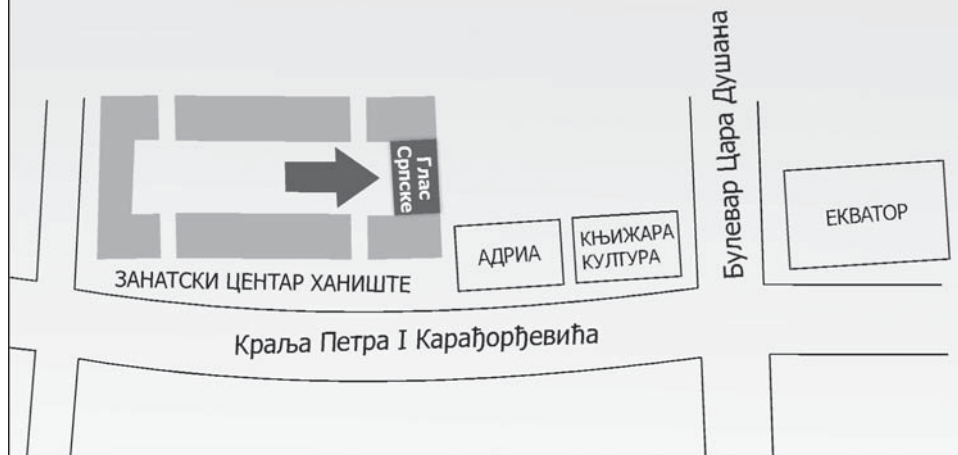 Булевар Цара Душана
Глас
Српске
ЕКВАТОР
АДРИА
КЊИЖАРА
КУЛТУРА
ЗАНАТСКИ ЦЕНТАР ХАНИШТЕ
Краља Петра I Карађорђевића